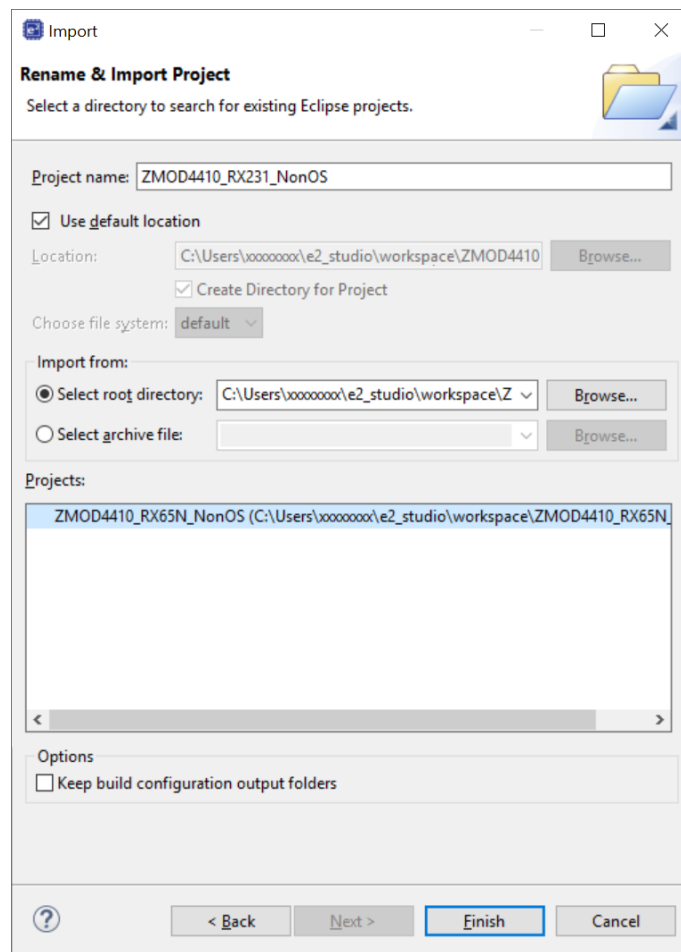 Import
Rename & Import Project
Select a directory to search for existing Eclipse projects.
Project name: ZMOD4410_RX231_NonOS
Use default location
Location: C:\Users\xxxxxxxx\e2_studio\workspace\ZMOD4410 Browse...
Create Directory for Project
Choose file system: default
Import from:
Select root directory: C:\Users\xxxxxxxx\e2_studio\workspace\Z Browse...
Select archive file: Browse...
Projects:
ZMOD4410_RX65N_NonOS (C:\Users\xxxxxxxx\e2_studio\workspace\ZMOD4410_RX65N_
Options
Keep build configuration output folders
? < Back Next > Finish Cancel